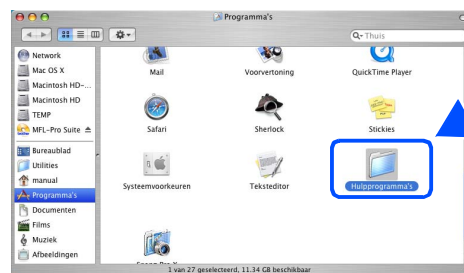 Programma's
Thuis
Network
Mac OS X
Macintosh HD-...
Macintosh HD
TEMP
MFL-Pro Suite
Bureaublad
Utilities
manual
Programma's
Documenten
Films
Muziek
Afbeeldingen
Mail
Voorvertoning
QuickTime Player
Safari
Sherlock
Stickies
Systeemvoorkeuren
Teksteditor
Hulpprogramma's
1 van 27 geselecteerd, 11.34 GB beschikbaar